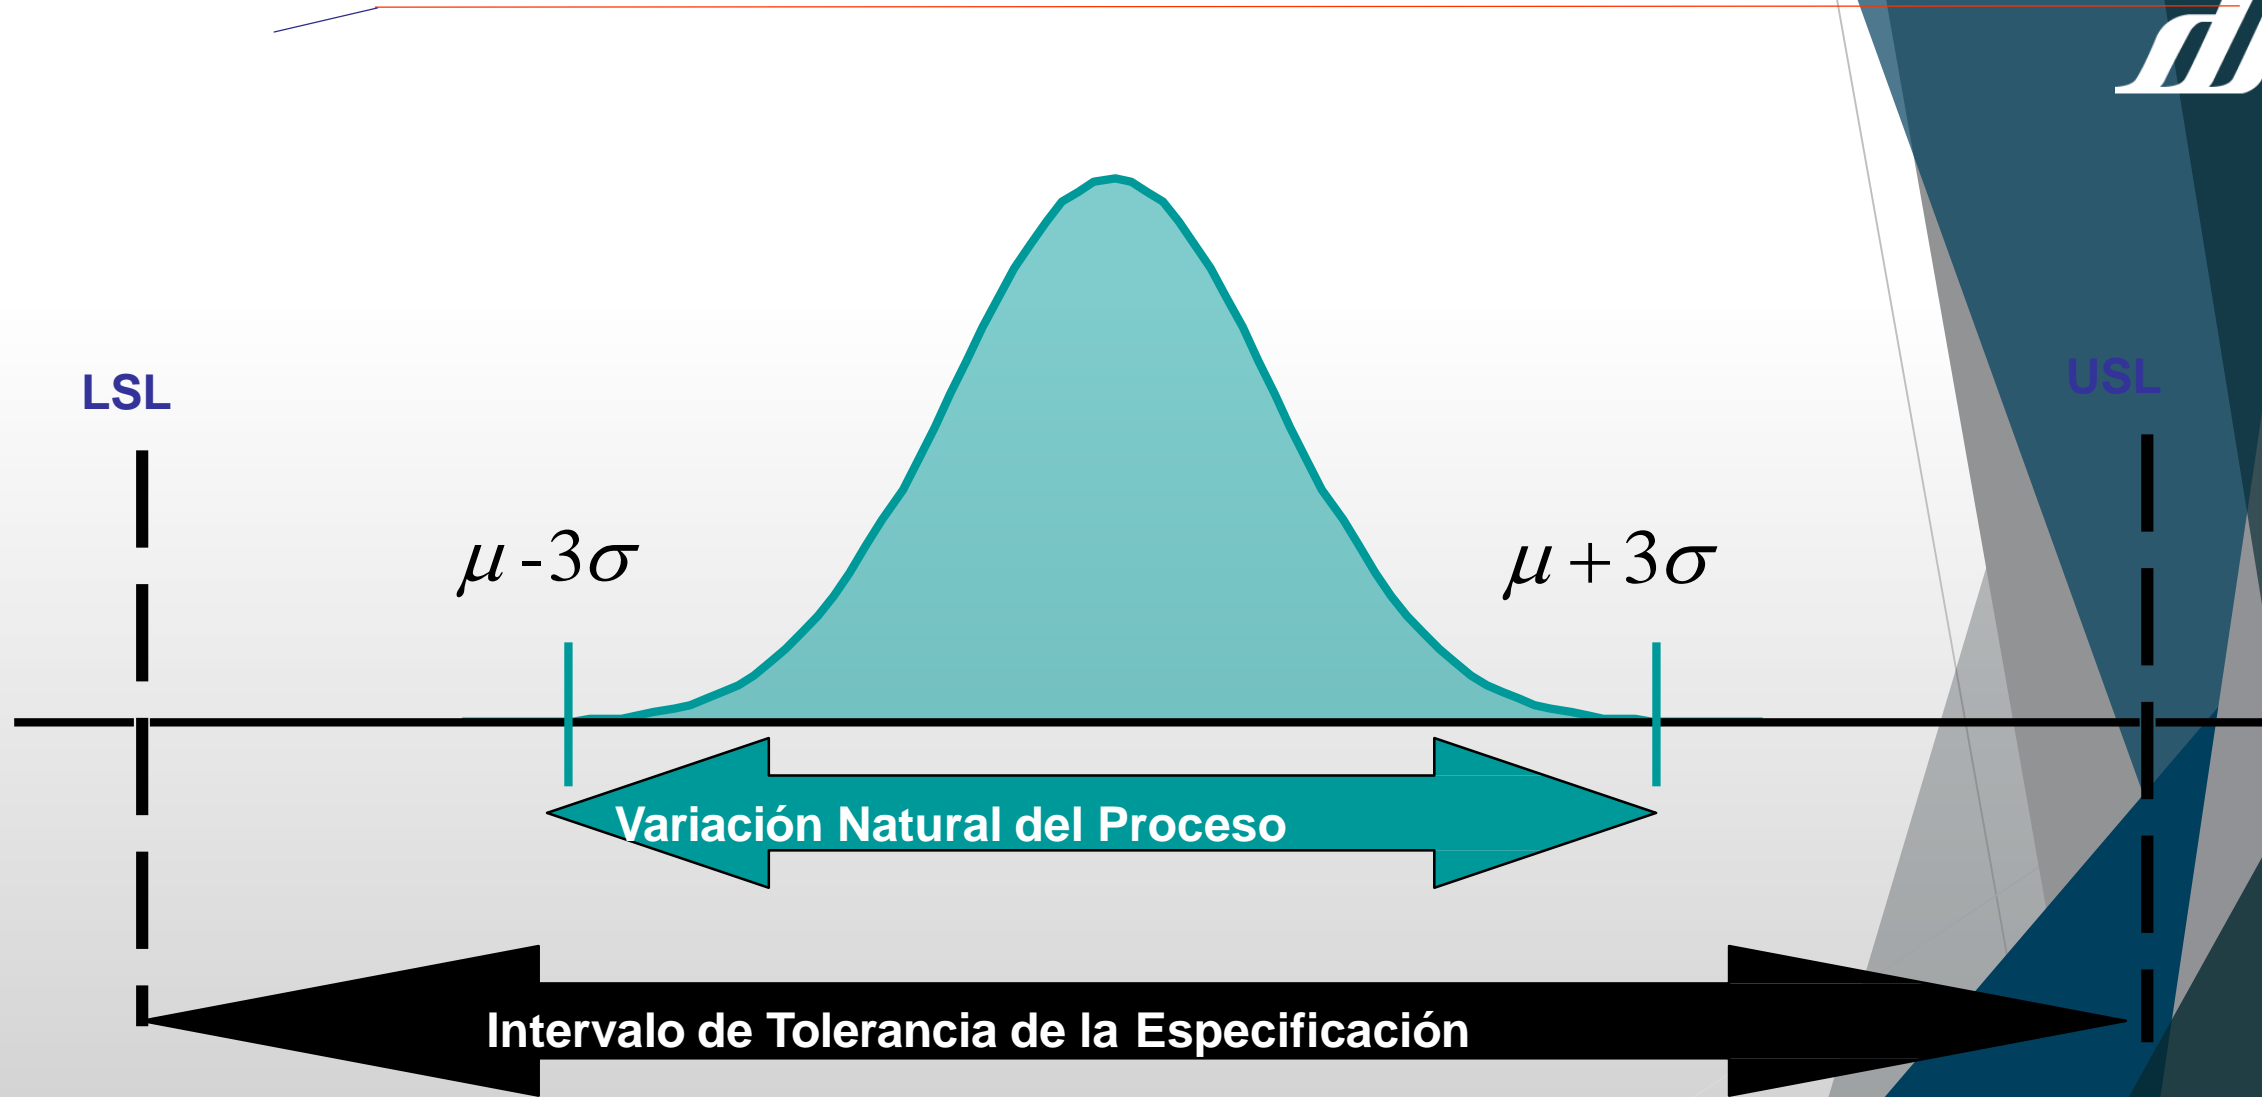 LSL
USL
μ-3σ
μ+3σ
Variación Natural del Proceso
Intervalo de Tolerancia de la Especificación